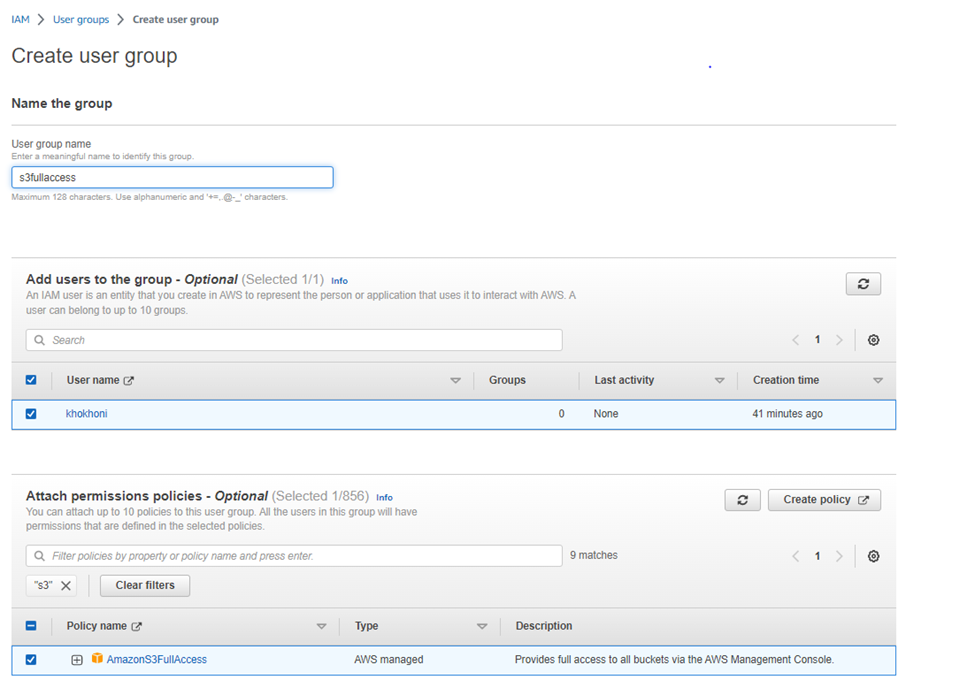 IAM > User groups > Create user group
Create user group
Name the group
User group name
Enter a meaningful name to identify this group.
s3fullaccess
Maximum 128 characters. Use alphanumeric and '+=,.@-_' characters.
Add users to the group - Optional (Selected 1/1) Info
An IAM user is an entity that you create in AWS to represent the person or application that uses it to interact with AWS. A
user can belong to up to 10 groups.
Search
1
User name Groups Last activity Creation time
khokhoni 0 None 41 minutes ago
Attach permissions policies - Optional (Selected 1/856) Info
You can attach up to 10 policies to this user group. All the users in this group will have
permissions that are defined in the selected policies.
Create policy
Filter policies by property or policy name and press enter. 9 matches
1
"s3" Clear filters
Policy name Type Description
AmazonS3FullAccess AWS managed Provides full access to all buckets via the AWS Management Console.